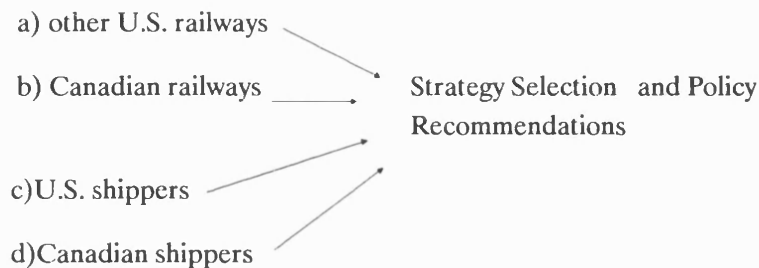 a) other U.S. railways
b) Canadian railways
Strategy Selection and Policy
Recommendations
c)U.S. shippers
d)Canadian shippers